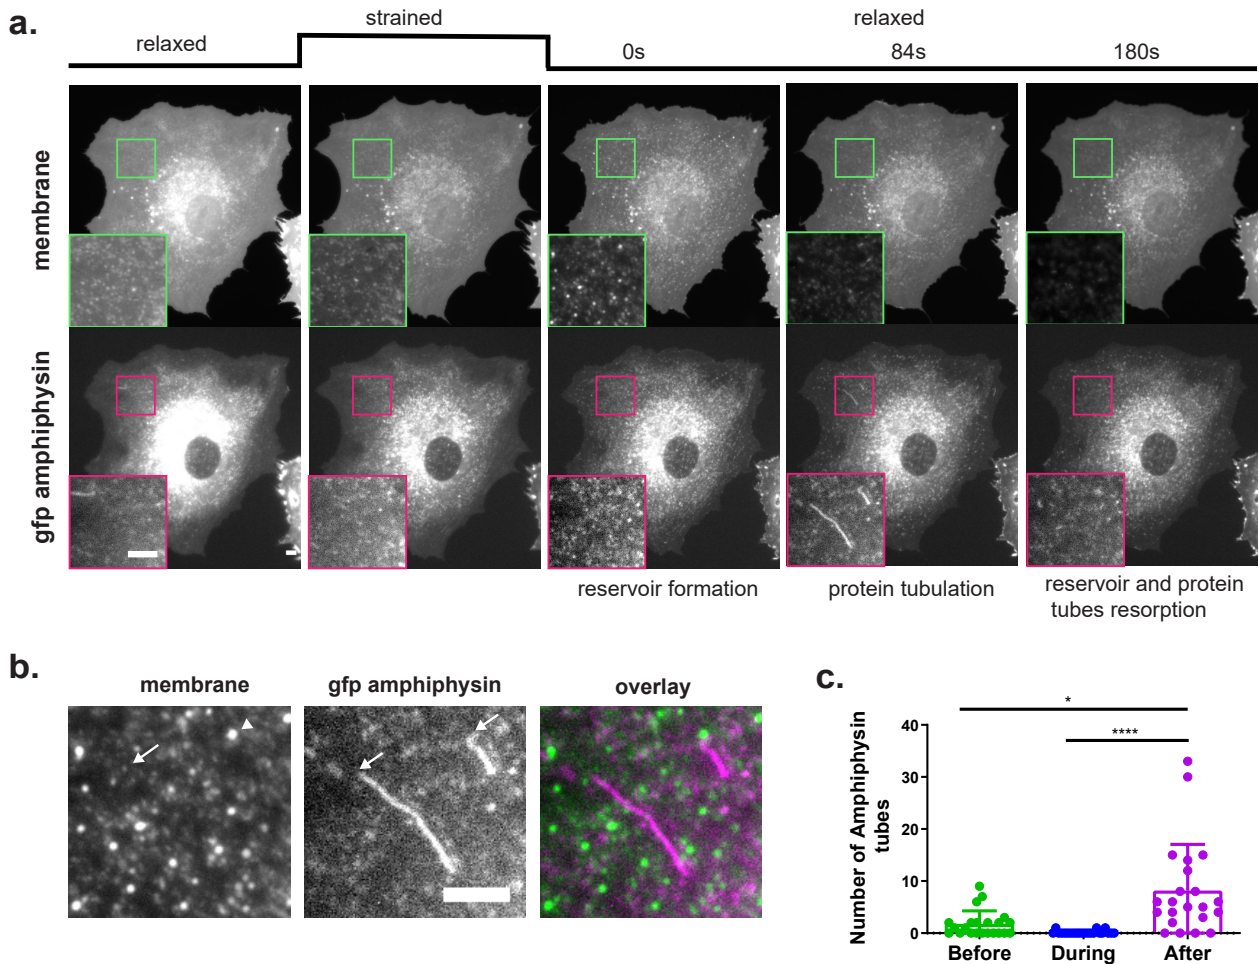 a.
strained
relaxed
relaxed
0s
84s
180s
membrane
gfp amphiphysin
reservoir formation
protein tubulation
reservoir and protein
tubes resorption
b.
membrane
gfp amphiphysin
overlay
c.
*
****
Number of Amphiphysin
tubes
40
30
20
10
0
Before
During
After